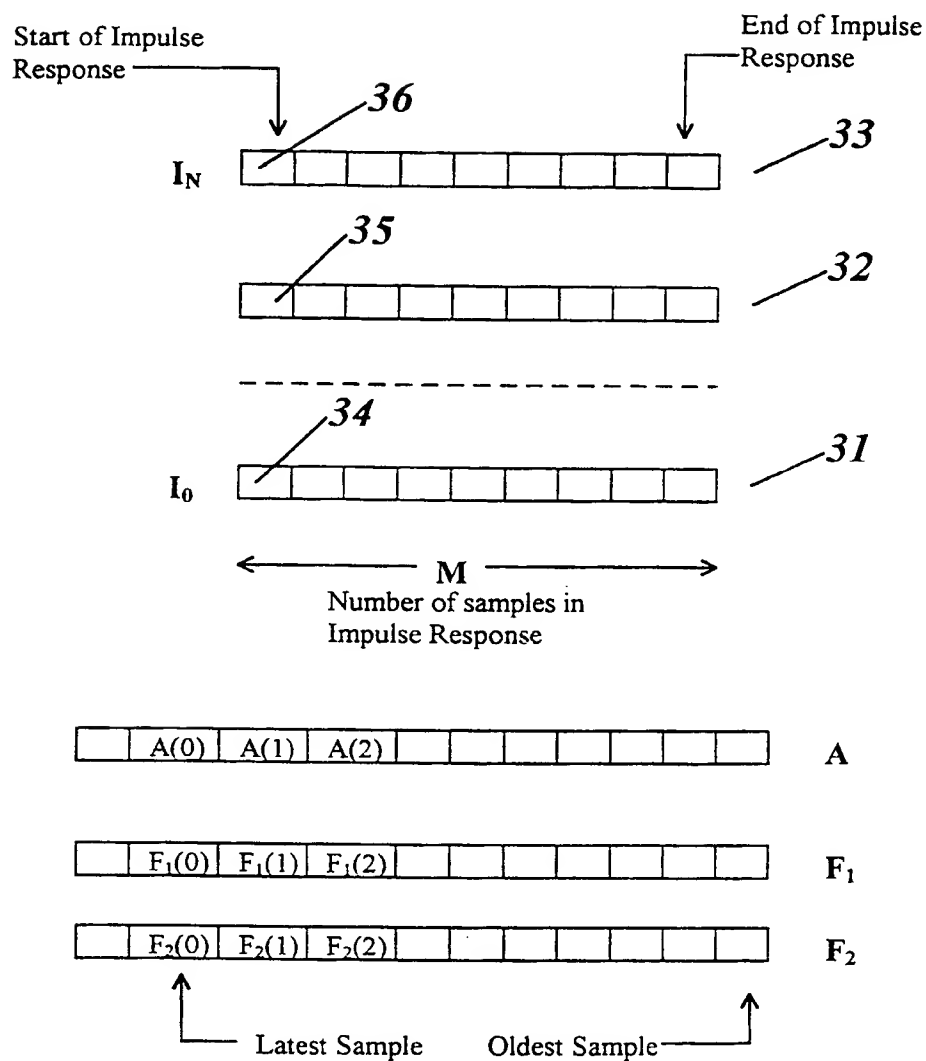 Start of Impulse
Response
End of Impulse
Response
36
33
I_N
35
32
34
31
I_0
M
Number of samples in
Impulse Response
A(0) A(1) A(2) A
F_1(0) F_1(1) F_1(2) F_1
F_2(0) F_2(1) F_2(2) F_2
Latest Sample Oldest Sample